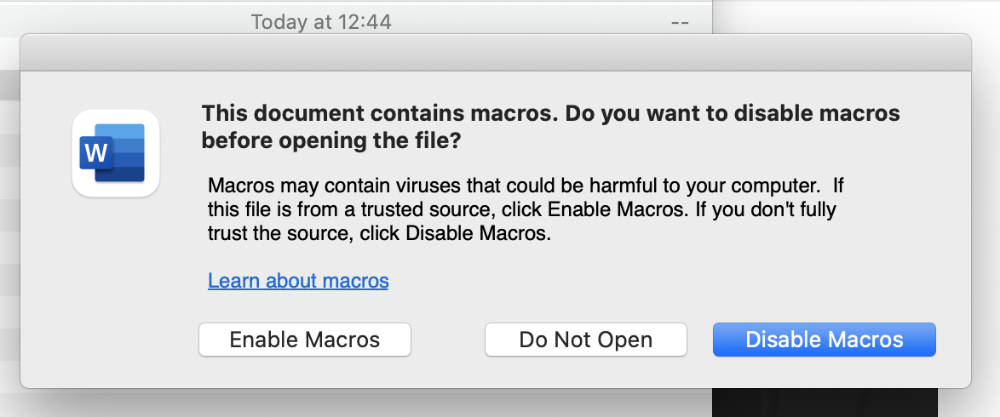 Today at 12:44 --
W
This document contains macros. Do you want to disable macros
before opening the file?
Macros may contain viruses that could be harmful to your computer.  If
this file is from a trusted source, click Enable Macros. If you don't fully
trust the source, click Disable Macros.
Learn about macros
Enable Macros
Do Not Open
Disable Macros